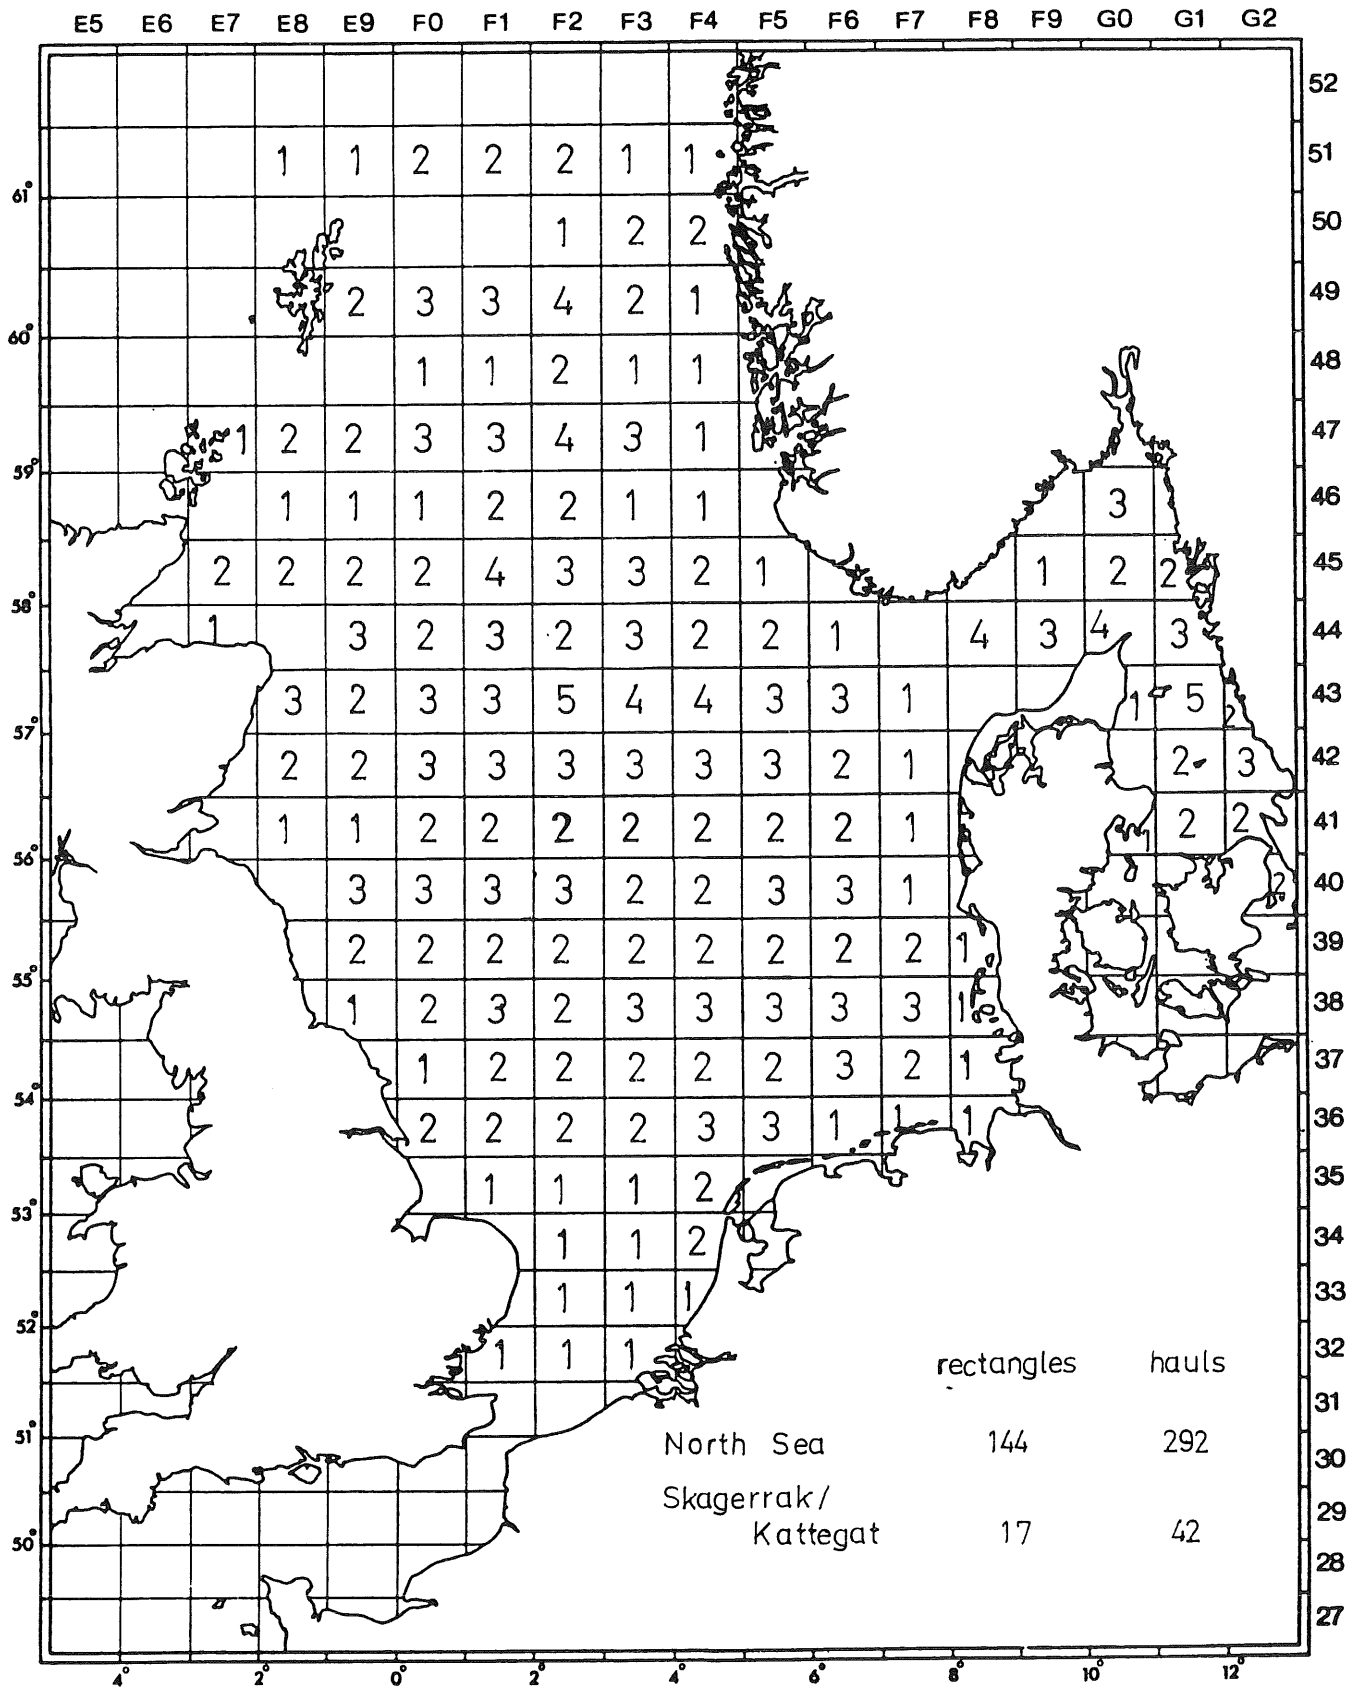 E5 E6 E7 E8 E9 F0 F1 F2 F3 F4 F5 F6 F7 F8 F9 G0 G1 G2
52
1 1 2 2 2 1 1 51
61°
1 2 2 50
2 3 3 4 2 1 49
60°
1 1 2 1 1 48
1 2 2 3 3 4 3 1 47
59°
1 1 1 2 2 1 1 3 46
2 2 2 2 4 3 3 2 1 1 2 2 45
58°
1 3 2 3 2 3 2 2 1 4 3 4 3 44
3 2 3 3 5 4 4 3 3 1 1 5 2 43
57°
2 2 3 3 3 3 3 3 2 1 2 3 42
1 1 2 2 2 2 2 2 2 1 1 2 2 41
56°
3 3 3 3 2 2 3 3 1 2 40
2 2 2 2 2 2 2 2 2 1 39
55°
1 2 3 2 3 3 3 3 3 1 38
1 2 2 2 2 2 3 2 1 37
54°
2 2 2 2 3 3 1 1 1 36
1 1 1 2 35
53°
1 1 2 34
1 1 1 33
52°
1 1 1 32
rectangles hauls
31
51°
North Sea 144 292
30
Skagerrak/
29
Kattegat 17 42
50°
28
27
4° 2° 0° 2° 4° 6° 8° 10° 12°